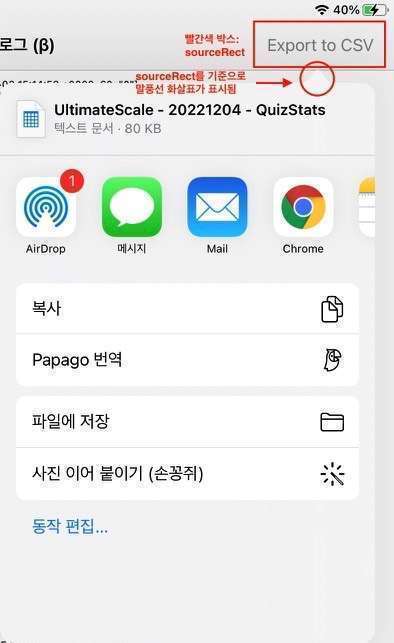 40%
로그 (β)
빨간색 박스:
sourceRect
Export to CSV
sourceRect를 기준으로
말풍선 화살표가 표시됨
UltimateScale - 20221204 - QuizStats
텍스트 문서 · 80 KB
1
AirDrop
메시지
Mail
Chrome
복사
Papago 번역
파일에 저장
사진 이어 붙이기 (손꽁쥐)
동작 편집...